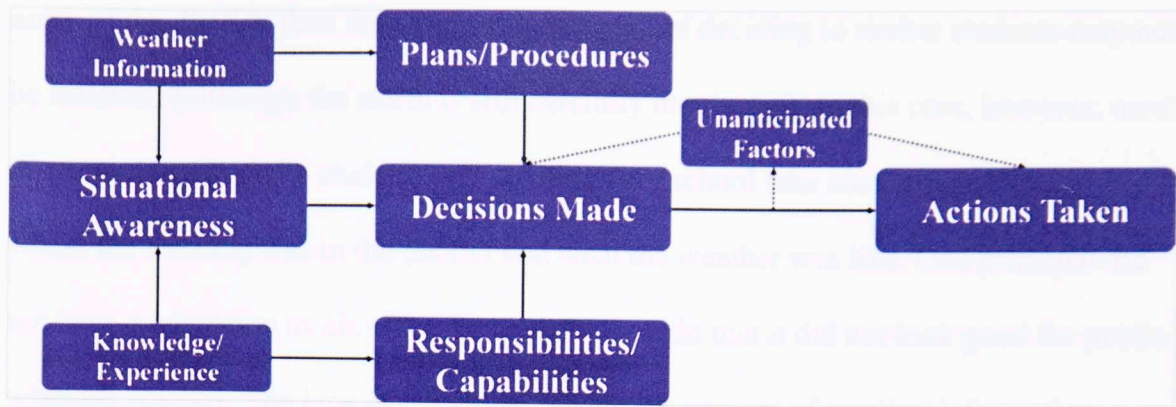 Weather
Information
Plans/Procedures
Unanticipated
Factors
Situational
Awareness
Decisions Made
Actions Taken
Knowledge/
Experience
Responsibilities/
Capabilities